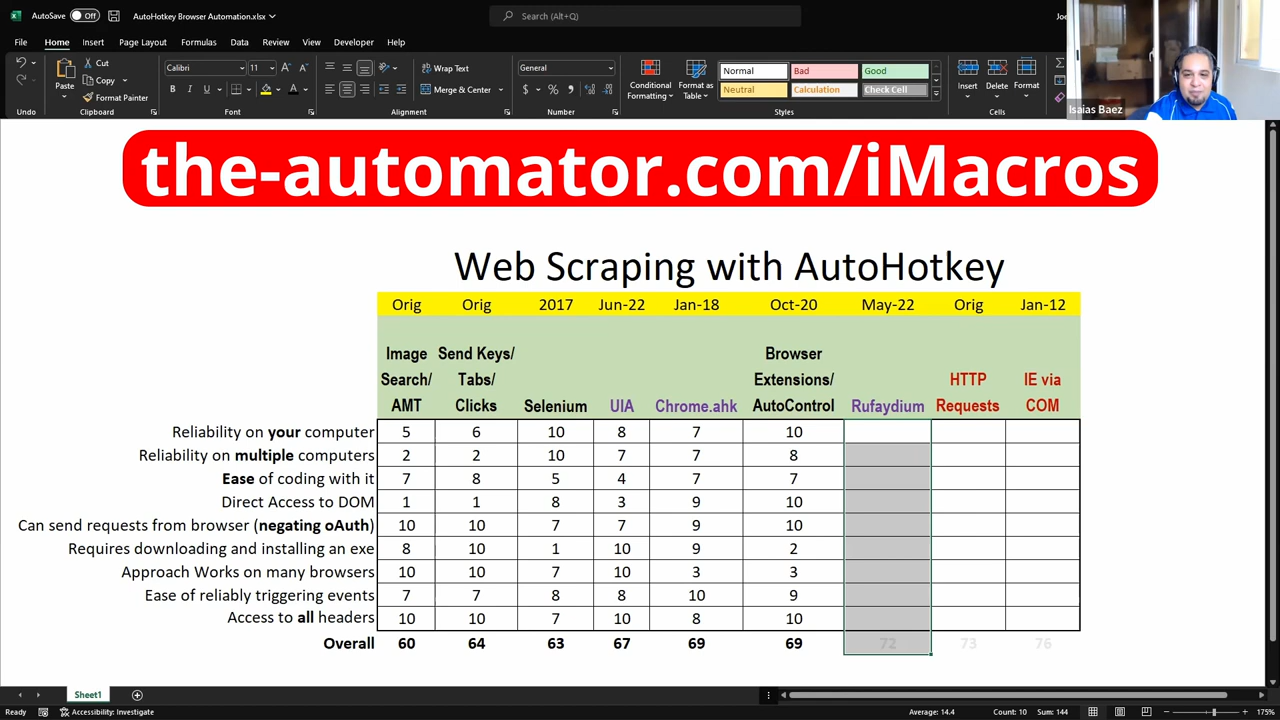 AutoSave Off AutoHotkey Browser Automation.xlsx Search (Alt+Q) Joe
File Home Insert Page Layout Formulas Data Review View Developer Help
Paste Cut Copy Format Painter
Calibri 11
B I U
Wrap Text
Merge & Center
General
$ % 9
Conditional Formatting Format as Table
Normal Bad Good
Neutral Calculation Check Cell
Insert Delete Format
Undo Clipboard Font Alignment Number Styles Cells
Isaias Baez
the-automator.com/iMacros
Web Scraping with AutoHotkey
Orig Orig 2017 Jun-22 Jan-18 Oct-20 May-22 Orig Jan-12
Image Send Keys/ Browser
Search/ Tabs/ Extensions/ HTTP IE via
AMT Clicks Selenium UIA Chrome.ahk AutoControl Rufaydium Requests COM
Reliability on your computer 5 6 10 8 7 10
Reliability on multiple computers 2 2 10 7 7 8
Ease of coding with it 7 8 5 4 7 7
Direct Access to DOM 1 1 8 3 9 10
Can send requests from browser (negating oAuth) 10 10 7 7 9 10
Requires downloading and installing an exe 8 10 1 10 9 2
Approach Works on many browsers 10 10 7 10 3 3
Ease of reliably triggering events 7 7 8 8 10 9
Access to all headers 10 10 7 10 8 10
Overall 60 64 63 67 69 69 72 73 76
Sheet1
Ready Accessibility: Investigate Average: 14.4 Count: 10 Sum: 144 175%